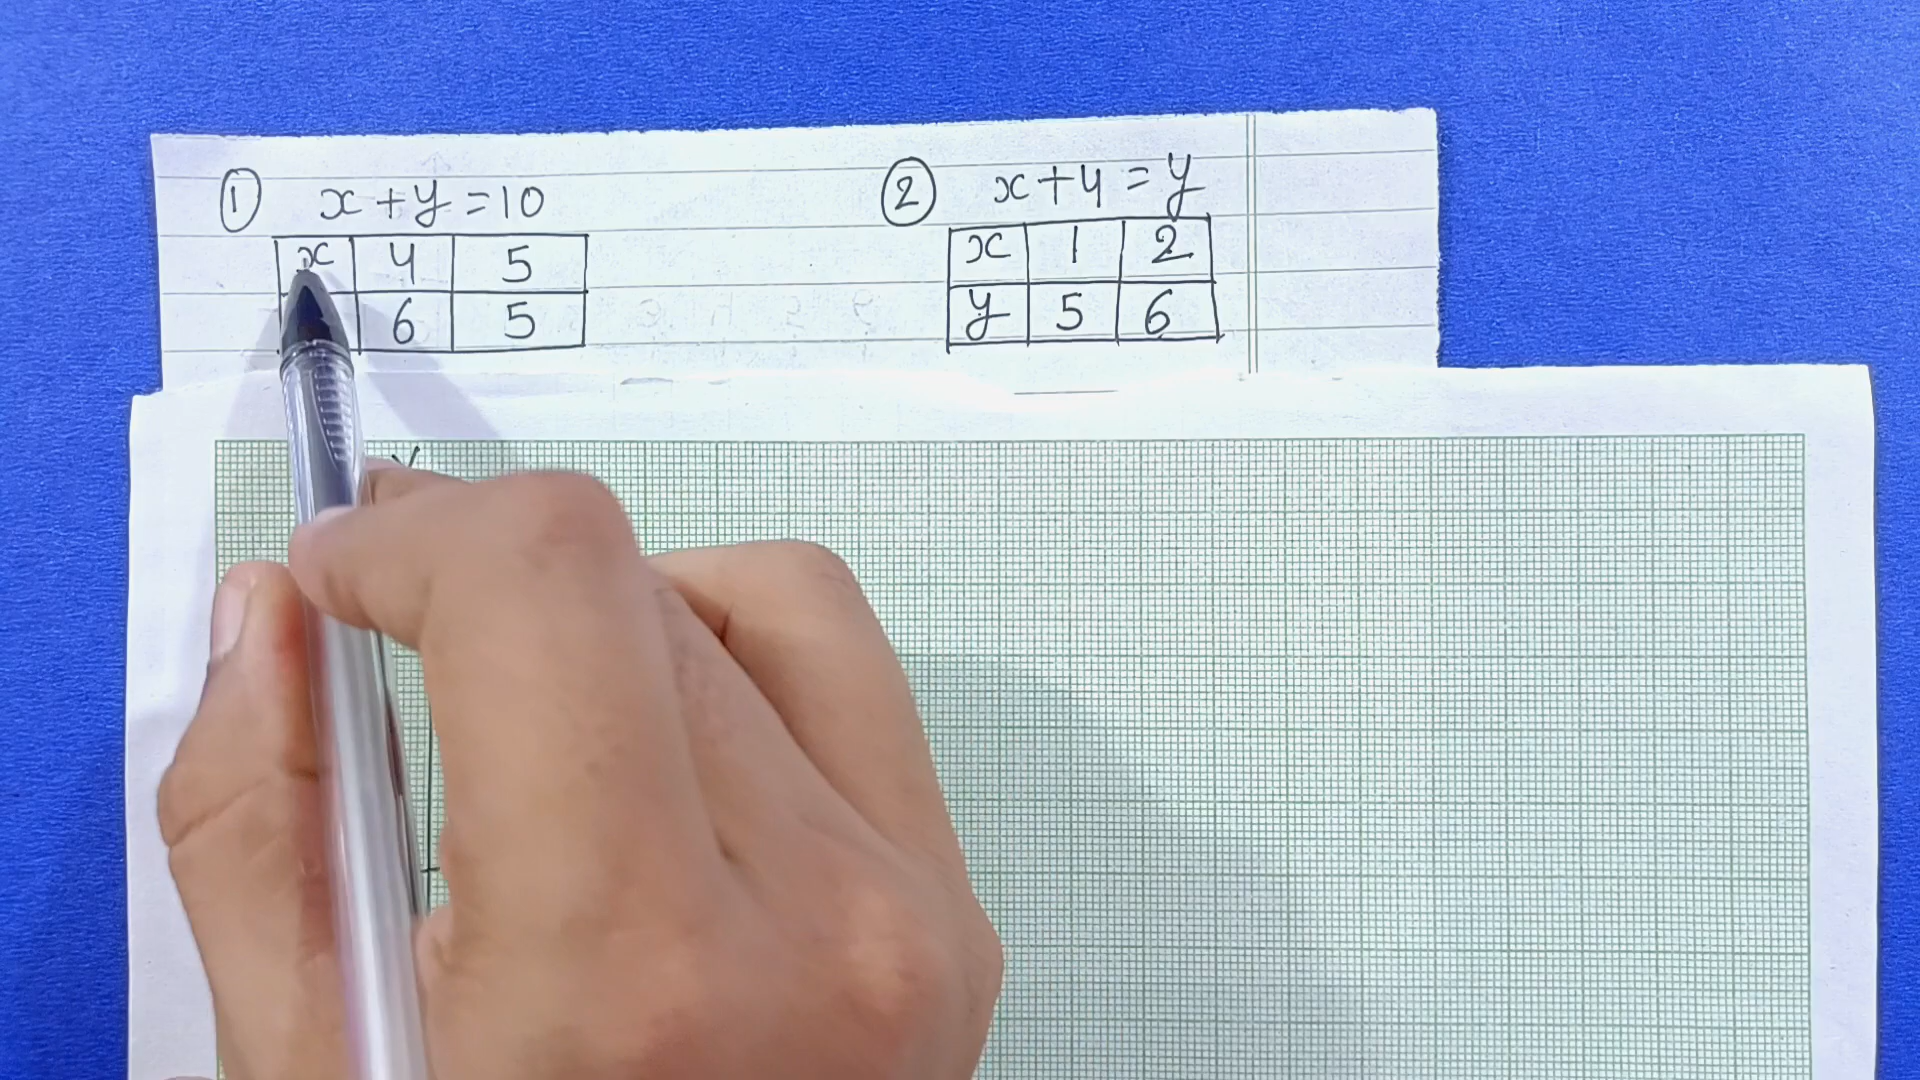 ① x + y = 10
x 4 5
6 5
② x + 4 = y
x 1 2
y 5 6
Y